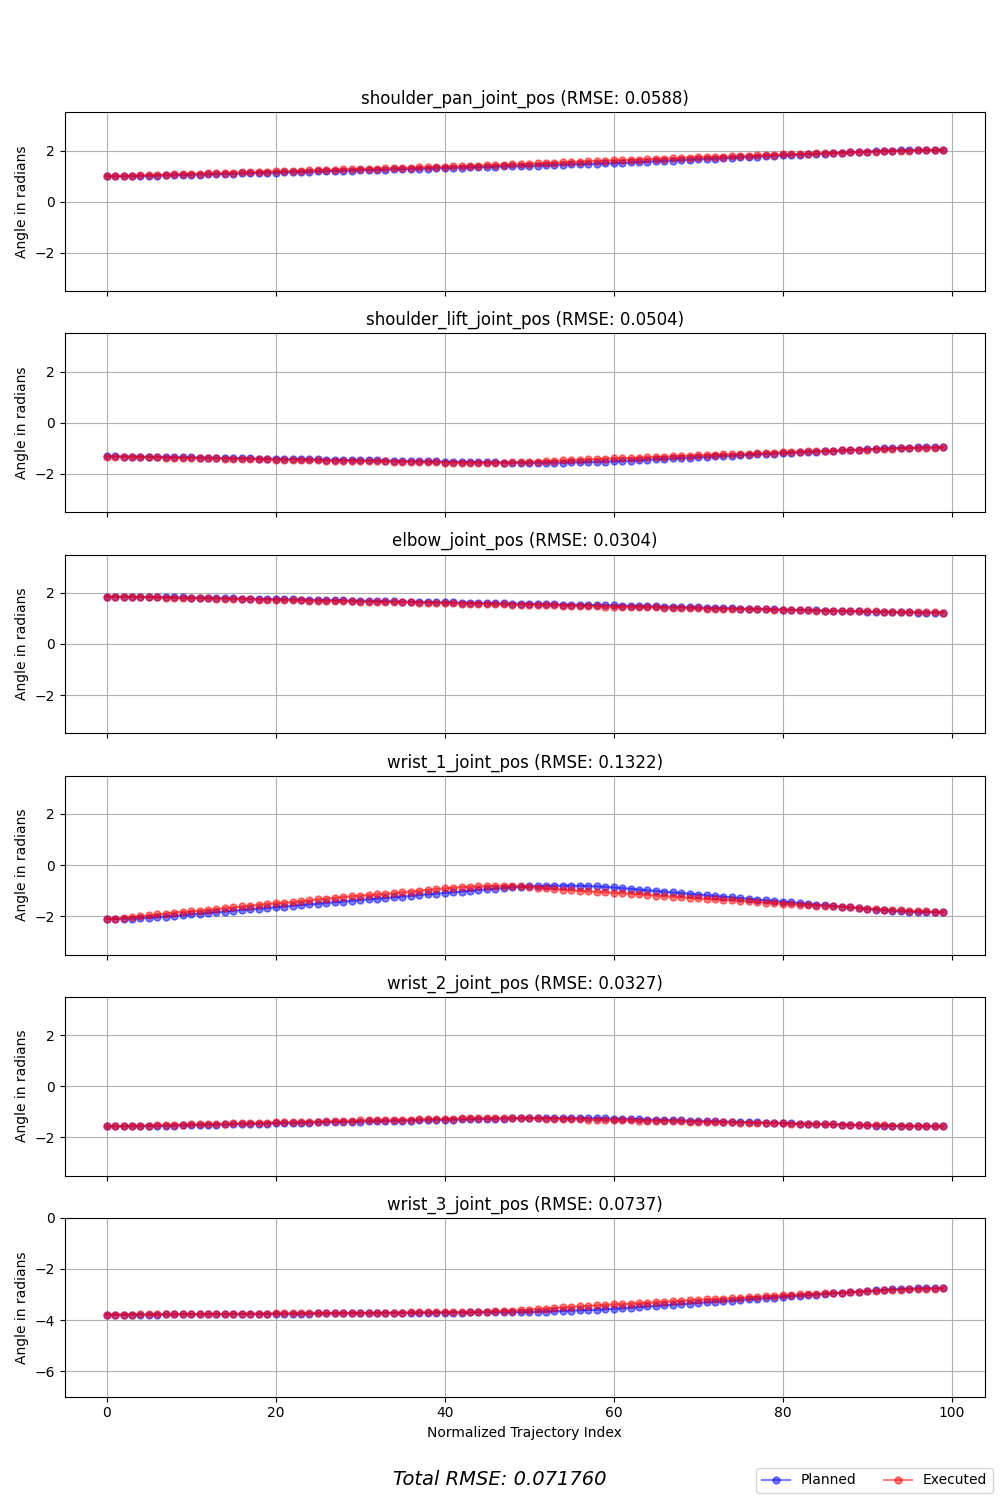 shoulder_pan_joint_pos (RMSE: 0.0588)
Angle in radians
2
0
−2
shoulder_lift_joint_pos (RMSE: 0.0504)
Angle in radians
2
0
−2
elbow_joint_pos (RMSE: 0.0304)
Angle in radians
2
0
−2
wrist_1_joint_pos (RMSE: 0.1322)
Angle in radians
2
0
−2
wrist_2_joint_pos (RMSE: 0.0327)
Angle in radians
2
0
−2
wrist_3_joint_pos (RMSE: 0.0737)
Angle in radians
0
−2
−4
−6
0 20 40 60 80 100
Normalized Trajectory Index
Total RMSE: 0.071760
Planned Executed